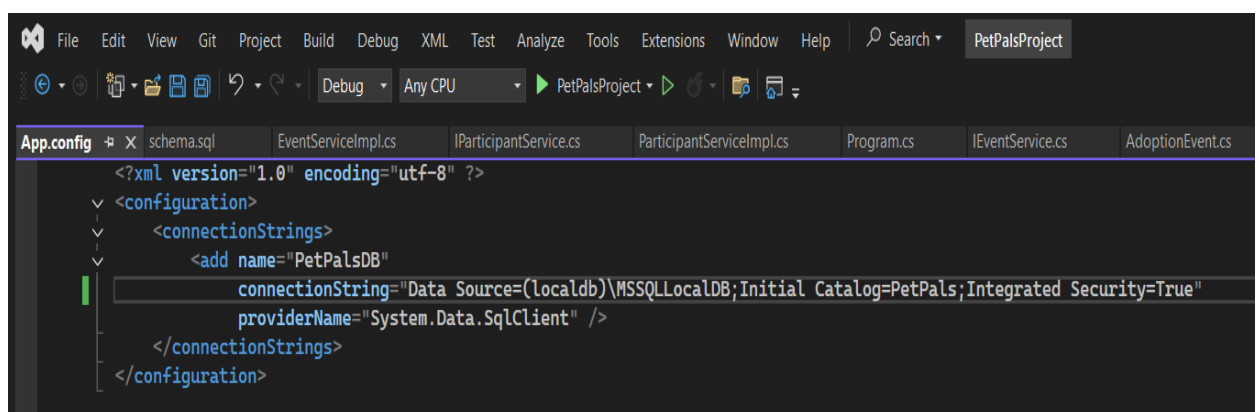 File Edit View Git Project Build Debug XML Test Analyze Tools Extensions Window Help Search PetPalsProject
Debug Any CPU PetPalsProject
App.config schema.sql EventServiceImpl.cs IParticipantService.cs ParticipantServiceImpl.cs Program.cs IEventService.cs AdoptionEvent.cs
<?xml version="1.0" encoding="utf-8" ?>
<configuration>
<connectionStrings>
<add name="PetPalsDB"
connectionString="Data Source=(localdb)\MSSQLLocalDB;Initial Catalog=PetPals;Integrated Security=True"
providerName="System.Data.SqlClient" />
</connectionStrings>
</configuration>